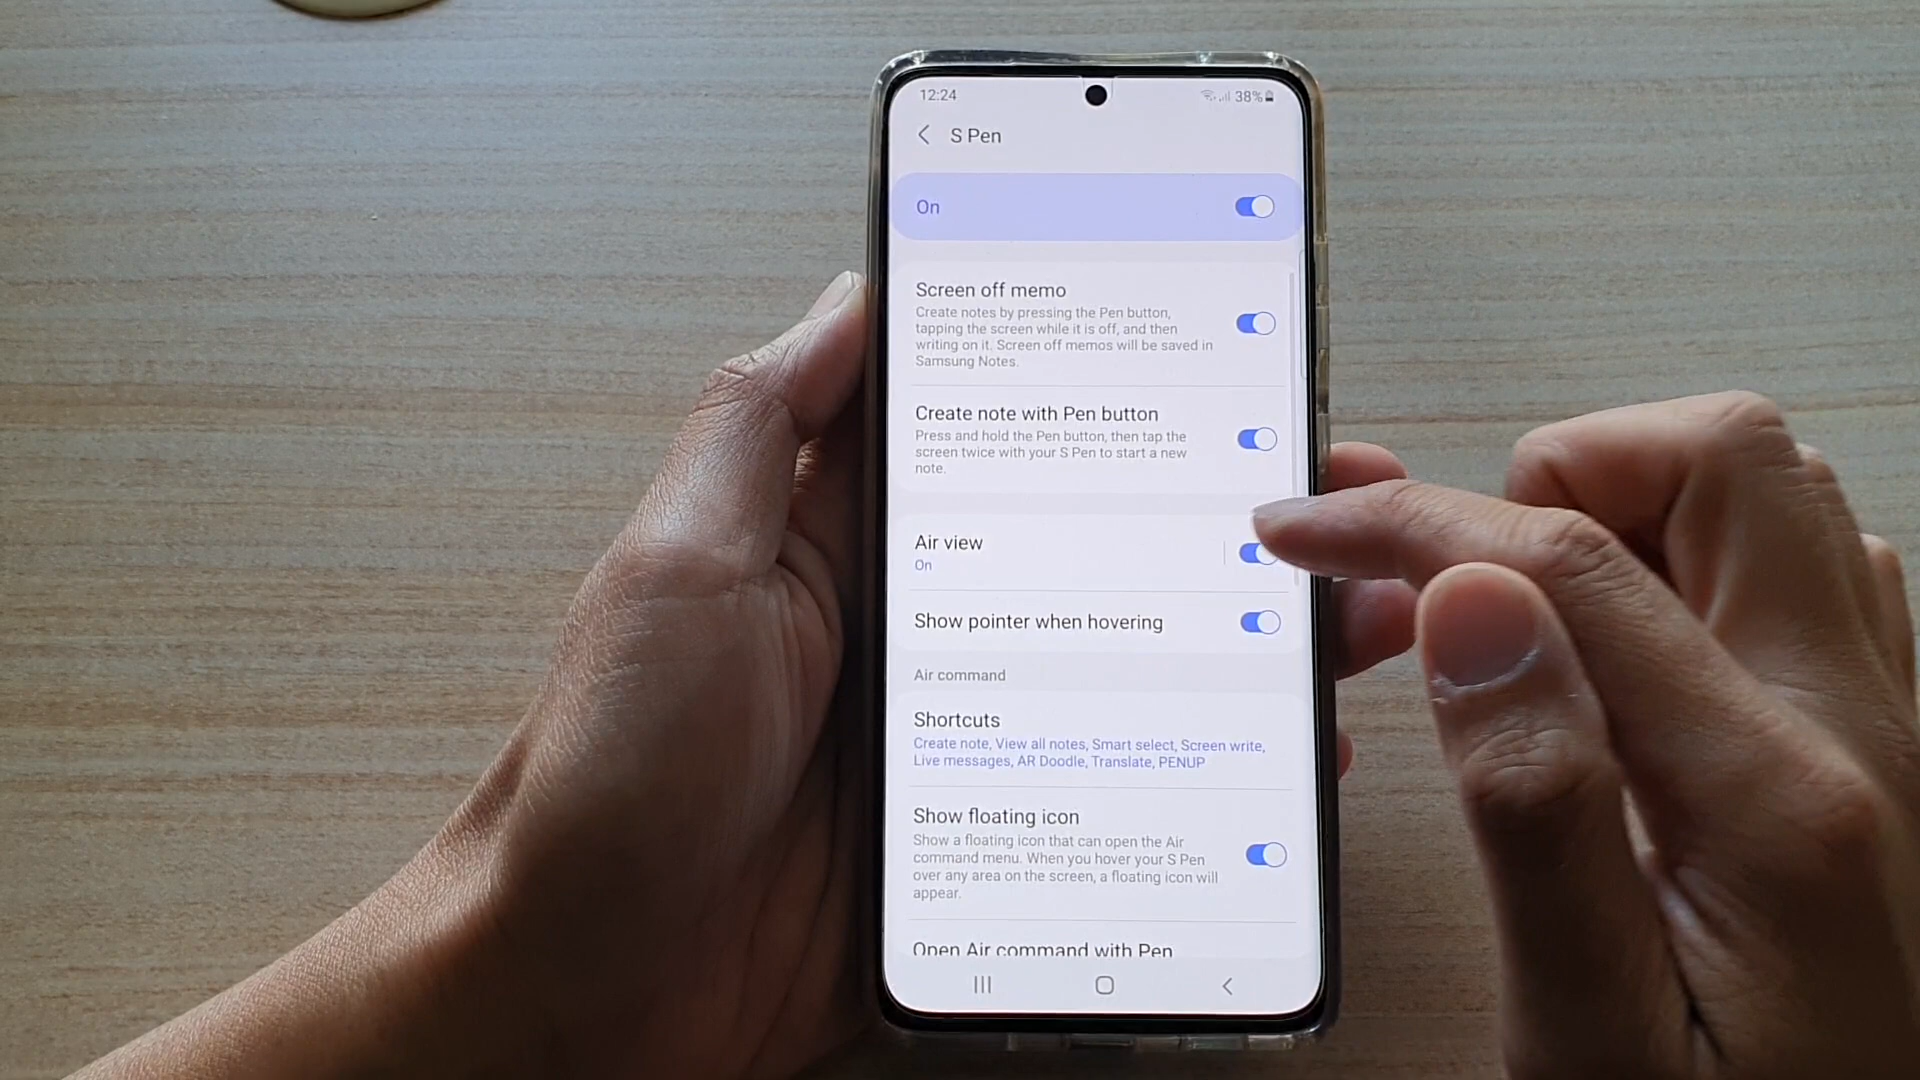 12:24
38%
S Pen
On
Screen off memo
Create notes by pressing the Pen button,
tapping the screen while it is off, and then
writing on it. Screen off memos will be saved in
Samsung Notes.
Create note with Pen button
Press and hold the Pen button, then tap the
screen twice with your S Pen to start a new
note.
Air view
On
Show pointer when hovering
Air command
Shortcuts
Create note, View all notes, Smart select, Screen write,
Live messages, AR Doodle, Translate, PENUP
Show floating icon
Show a floating icon that can open the Air
command menu. When you hover your S Pen
over any area on the screen, a floating icon will
appear.
Open Air command with Pen